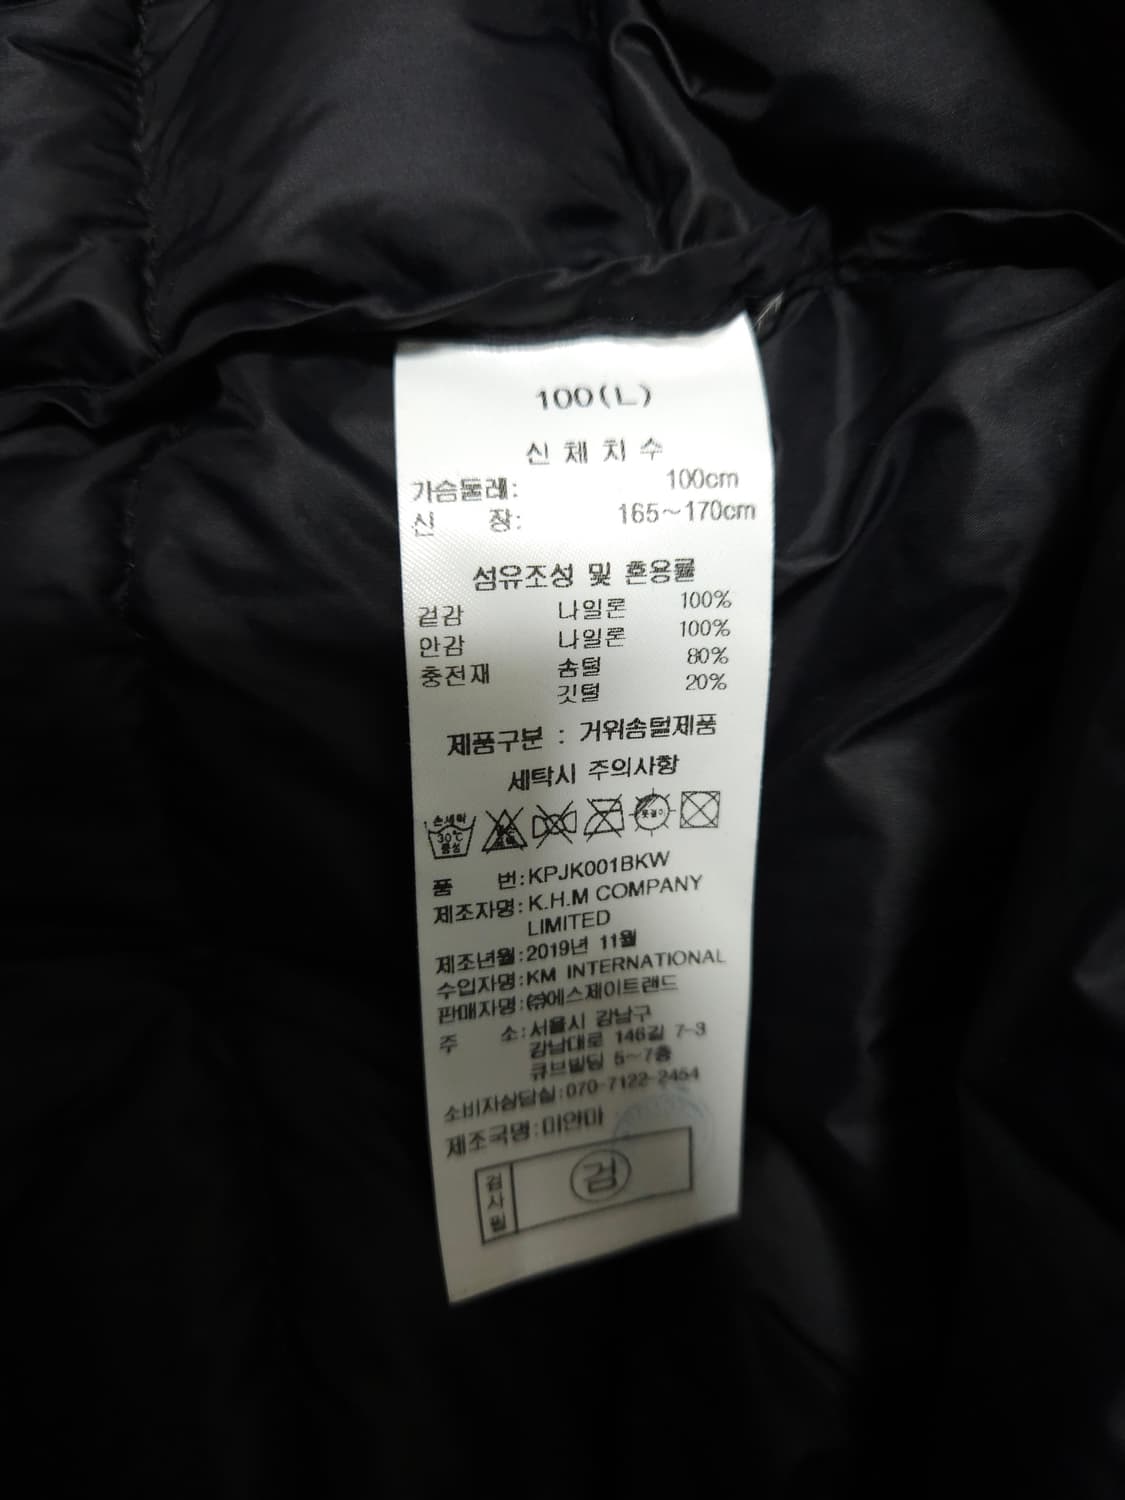 100(L)
신 체 치 수
가슴둘레: 100cm
신 장: 165~170cm
섬유조성 및 혼용률
겉감 나일론 100%
안감 나일론 100%
충전재 솜털 80%
깃털 20%
제품구분 : 거위솜털제품
세탁시 주의사항
손세탁
30℃
중성
품 번:KPJK001BKW
제조자명:K.H.M COMPANY
LIMITED
제조년월:2019년 11월
수입자명:KM INTERNATIONAL
판매자명:㈜에스제이트랜드
주 소:서울시 강남구
강남대로 146길 7-3
큐브빌딩 5~7층
소비자상담실:070-7122-2454
제조국명:미얀마
검사필
검